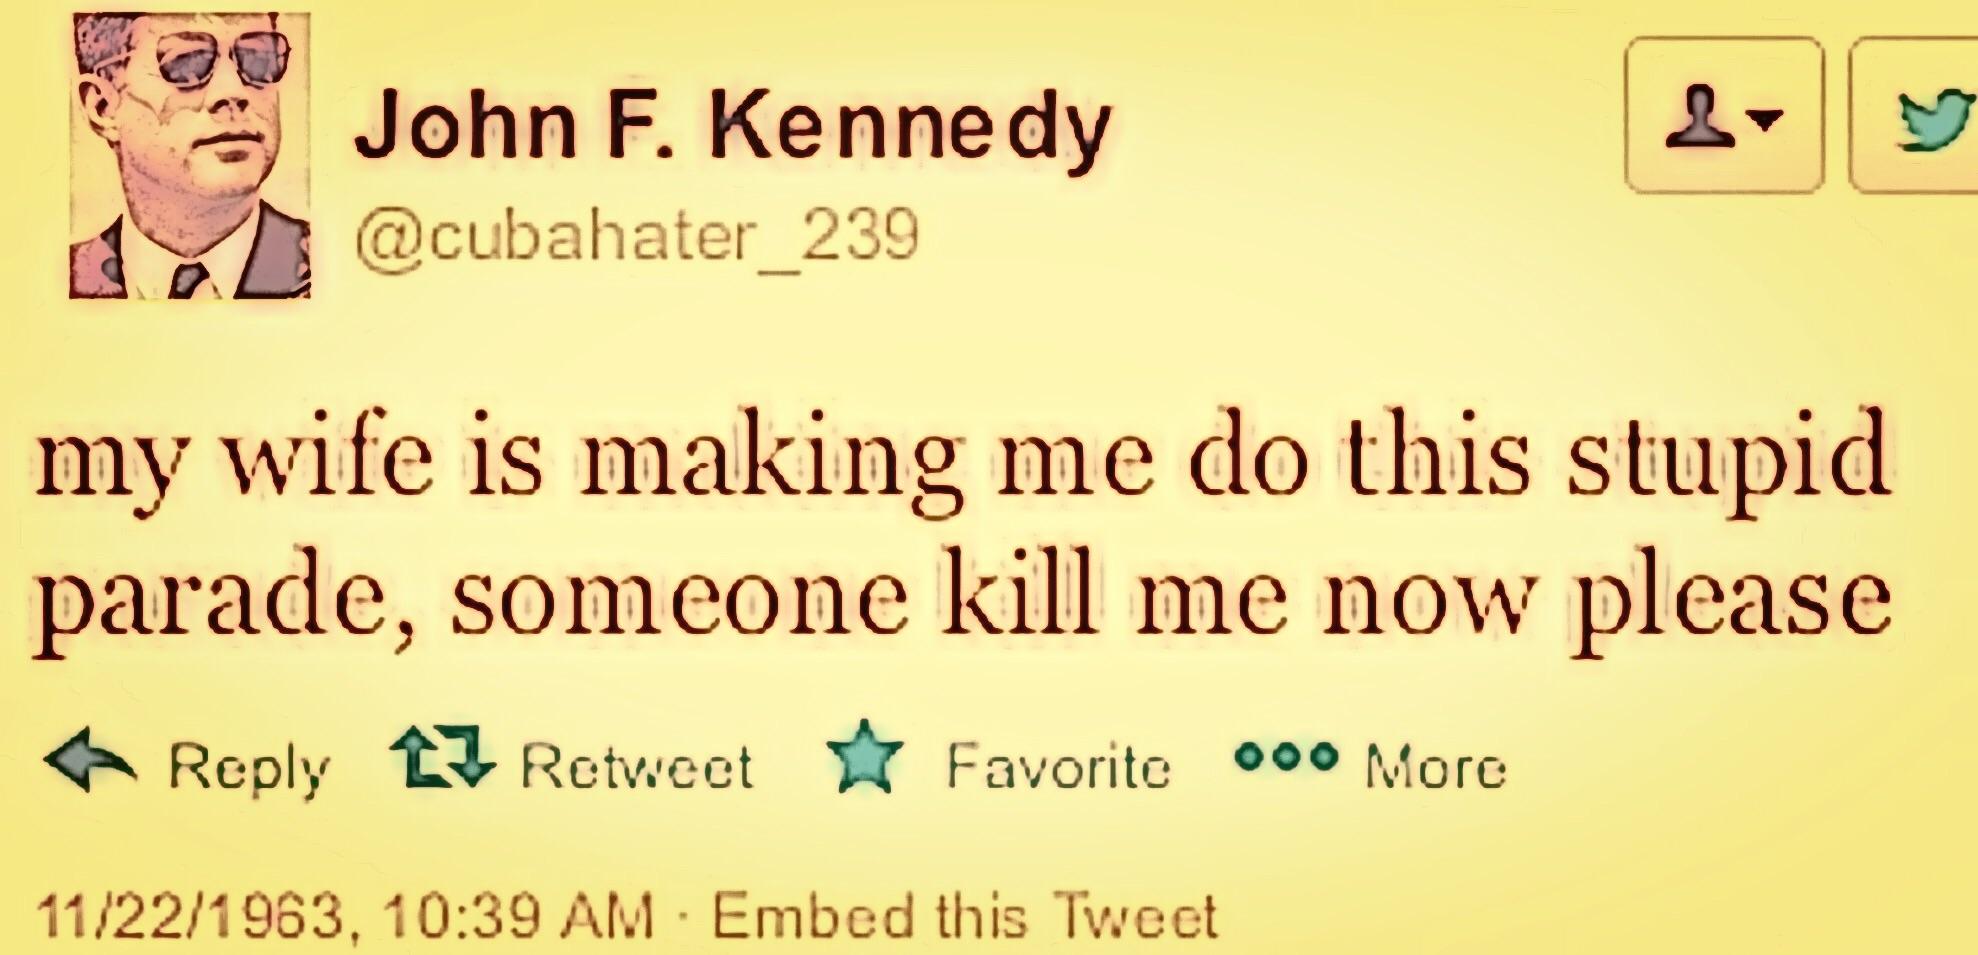 John F. Kennedy
@cubahater_239
my wife is making me do this stupid
parade, someone kill me now please
Reply Retweet Favorite More
11/22/1963, 10:39 AM · Embed this Tweet